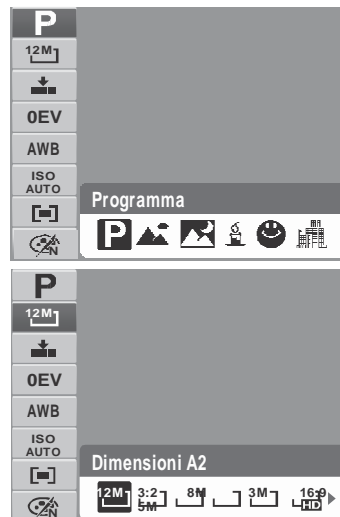 P
12M
0EV
AWB
ISO
AUTO
N
Programma
P
P
12M
0EV
AWB
ISO
AUTO
N
Dimensioni A2
12M 3:2 8M 3M 16:9
5M HD